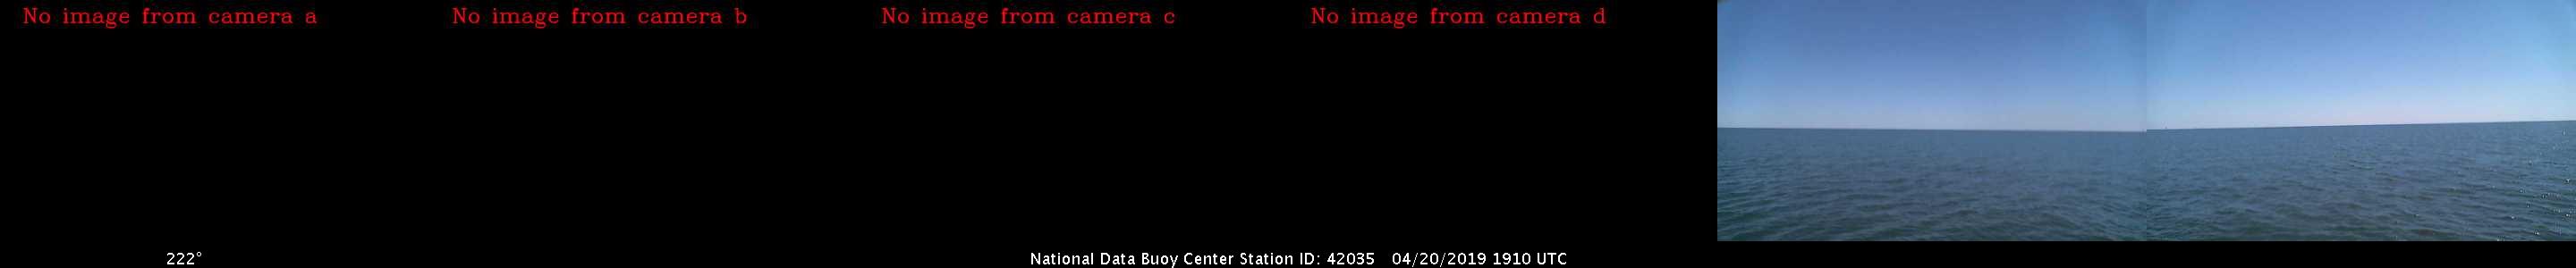 No image from camera a
No image from camera b
No image from camera c
No image from camera d
222°
National Data Buoy Center Station ID: 42035 04/20/2019 1910 UTC